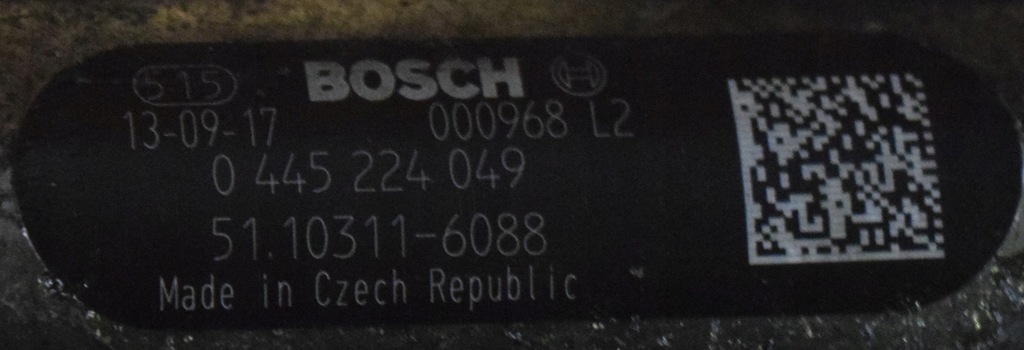 515 BOSCH
13-09-17 000968 L2
0 445 224 049
51.10311-6088
Made in Czech Republic